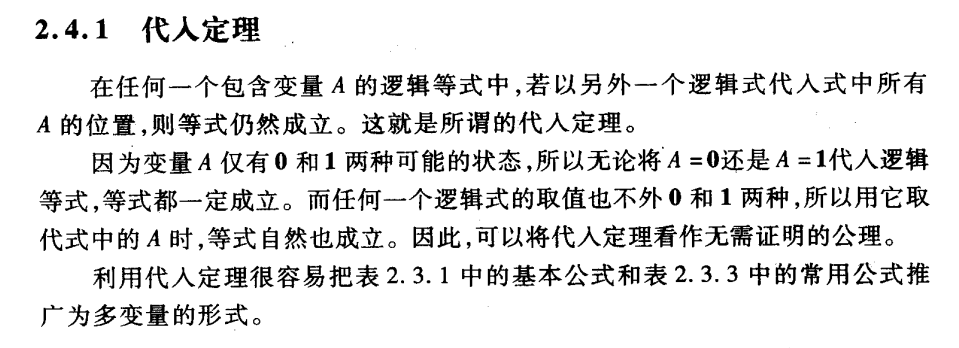 2.4.1 代入定理
在任何一个包含变量 A 的逻辑等式中,若以另外一个逻辑式代入式中所有
A 的位置,则等式仍然成立。这就是所谓的代入定理。
因为变量 A 仅有 0 和 1 两种可能的状态,所以无论将 A =0还是 A =1代入逻辑
等式,等式都一定成立。而任何一个逻辑式的取值也不外 0 和 1 两种,所以用它取
代式中的 A 时,等式自然也成立。因此,可以将代入定理看作无需证明的公理。
利用代入定理很容易把表 2.3.1 中的基本公式和表 2.3.3 中的常用公式推
广为多变量的形式。